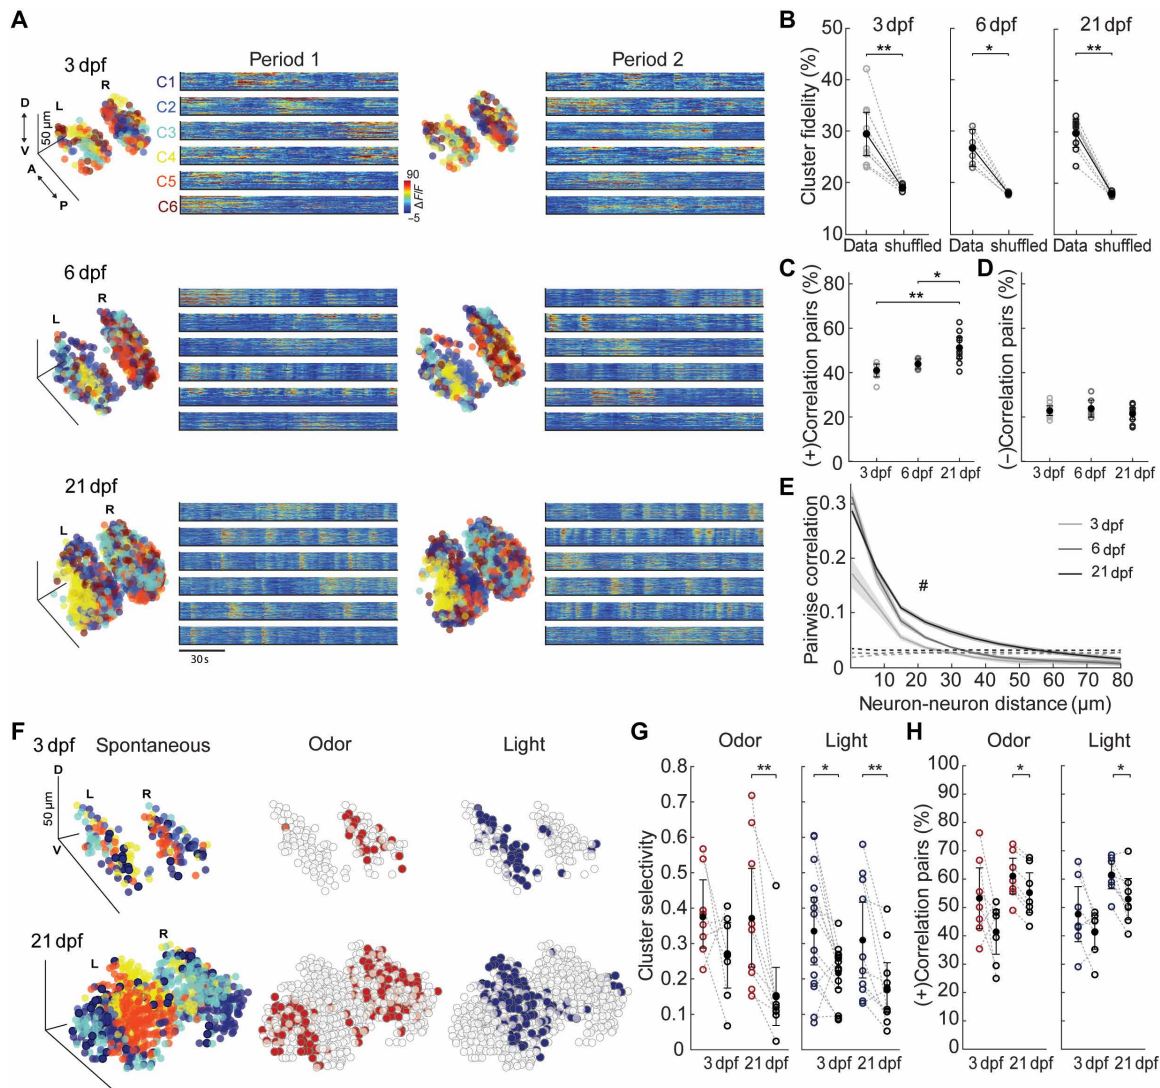 A
3 dpf
Period 1
Period 2
R
L
D
V
50 µm
A
P
C1
C2
C3
C4
C5
C6
90
ΔF/F
−5
6 dpf
R
L
21 dpf
R
L
30 s
B
3 dpf
6 dpf
21 dpf
Cluster fidelity (%)
50
40
30
20
10
**
*
**
Data shuffled
Data shuffled
Data shuffled
C
(+)Correlation pairs (%)
80
60
40
20
0
*
**
3 dpf
6 dpf
21 dpf
D
(−)Correlation pairs (%)
3 dpf
6 dpf
21 dpf
E
Pairwise correlation
0.3
0.2
0.1
0
#
3 dpf
6 dpf
21 dpf
10 20 30 40 50 60 70 80
Neuron-neuron distance (µm)
F
3 dpf
Spontaneous
Odor
Light
D
50 µm
V
L
R
21 dpf
L
R
G
Odor
Light
Cluster selectivity
0.8
0.7
0.6
0.5
0.4
0.3
0.2
0.1
0
**
*
**
3 dpf 21 dpf
3 dpf 21 dpf
H
Odor
Light
(+)Correlation pairs (%)
100
90
80
70
60
50
40
30
20
10
0
*
*
3 dpf 21 dpf
3 dpf 21 dpf